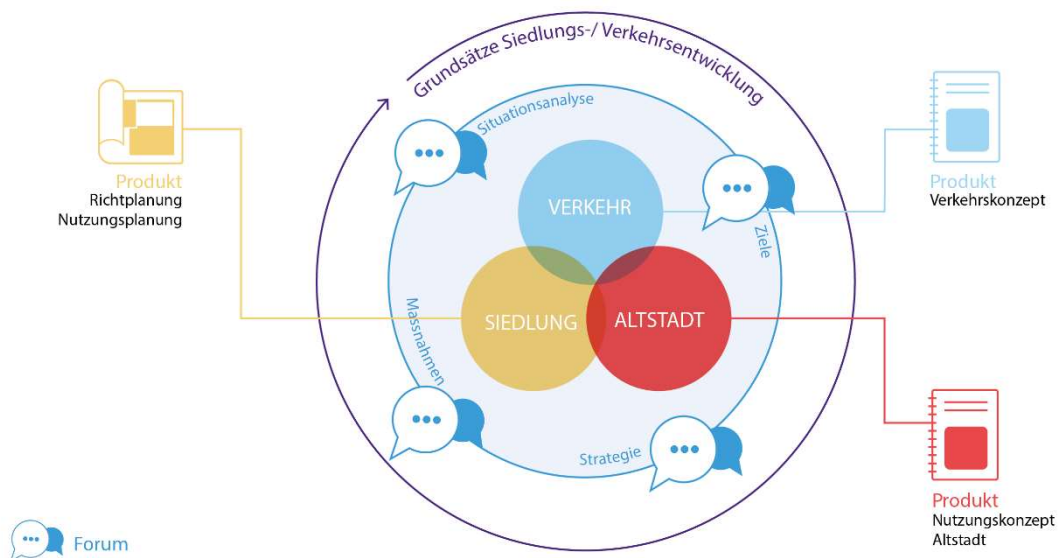 Grundsätze Siedlungs-/ Verkehrsentwicklung
Situationsanalyse
Produkt
Richtplanung
Nutzungsplanung
VERKEHR
Ziele
Produkt
Verkehrskonzept
SIEDLUNG
ALTSTADT
Massnahmen
Strategie
Produkt
Nutzungskonzept
Altstadt
Forum